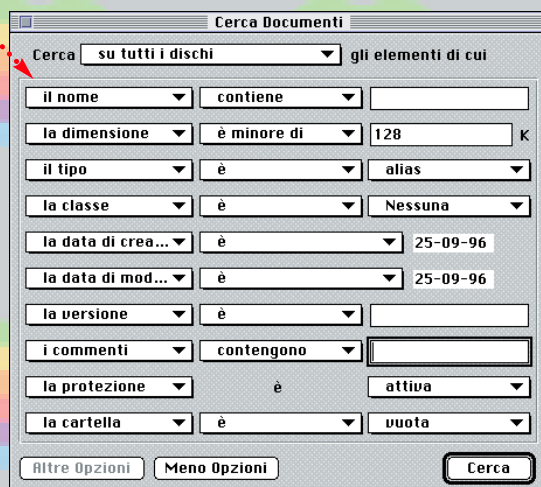 Cerca Documenti
Cerca su tutti i dischi gli elementi di cui
il nome contiene
la dimensione è minore di 128 K
il tipo è alias
la classe è Nessuna
la data di crea... è 25-09-96
la data di mod... è 25-09-96
la versione è
i commenti contengono
la protezione è attiva
la cartella è vuota
Altre Opzioni Meno Opzioni Cerca